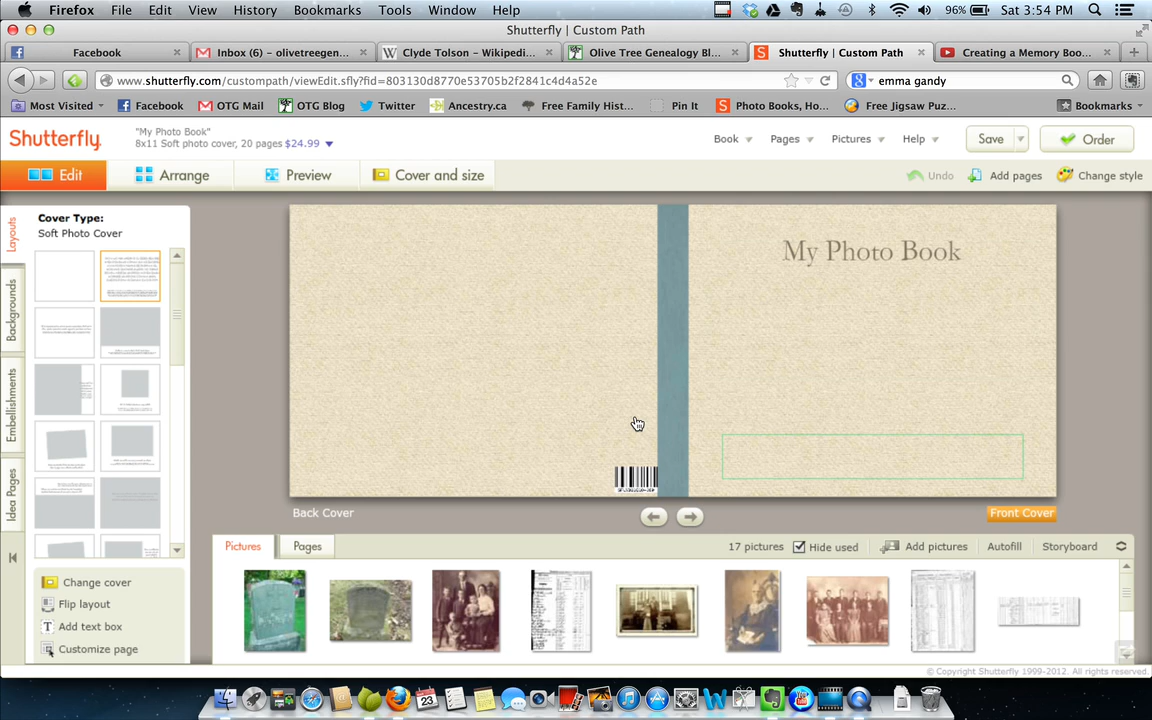 Firefox File Edit View History Bookmarks Tools Window Help 96% Sat 3:54 PM
Shutterfly | Custom Path
Facebook Inbox (6) – olivetreegen... Clyde Tolson – Wikipedi... Olive Tree Genealogy Bl... Shutterfly | Custom Path Creating a Memory Boo...
www.shutterfly.com/custompath/viewEdit.sfly?fid=803130d8770e53705b2f2841c4d4a52e emma gandy
Most Visited Facebook OTG Mail OTG Blog Twitter Ancestry.ca Free Family Hist... Pin It Photo Books, Ho... Free Jigsaw Puz... Bookmarks
Shutterfly.
"My Photo Book"
8x11 Soft photo cover, 20 pages $24.99
Book Pages Pictures Help Save Order
Edit Arrange Preview Cover and size Undo Add pages Change style
Layouts
Backgrounds
Embellishments
Idea Pages
Cover Type:
Soft Photo Cover
My Photo Book
Back Cover Front Cover
Change cover
Flip layout
Add text box
Customize page
Pictures Pages 17 pictures Hide used Add pictures Autofill Storyboard
© Copyright Shutterfly 1999-2012. All rights reserved.